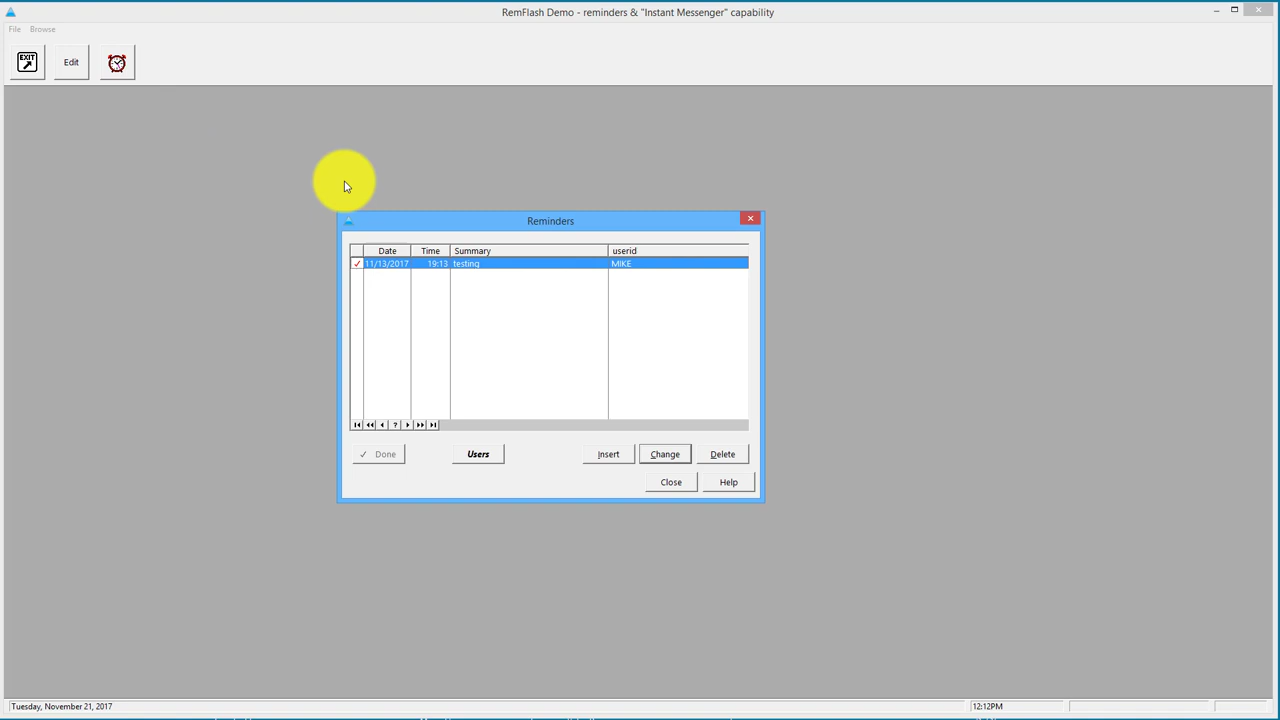 RemFlash Demo - reminders & "Instant Messenger" capability
File Browse
EXIT Edit
Reminders
Date Time Summary userid
11/13/2017 19:13 testing MIKE
?
Done Users Insert Change Delete
Close Help
Tuesday, November 21, 2017 12:12PM